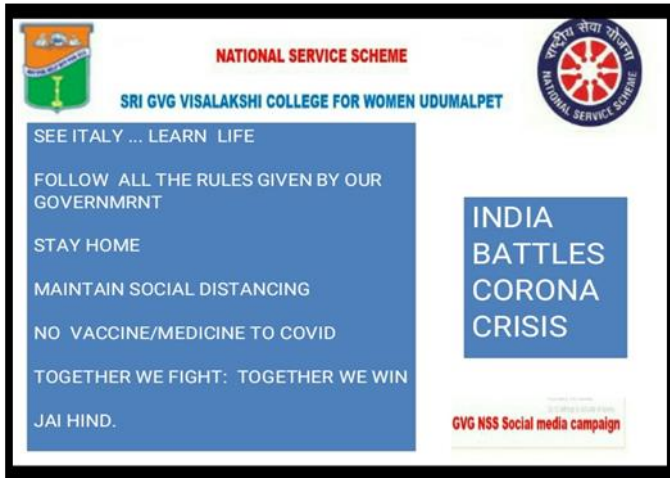 NATIONAL SERVICE SCHEME
SRI GVG VISALAKSHI COLLEGE FOR WOMEN UDUMALPET
राष्ट्रीय सेवा योजना
NATIONAL SERVICE SCHEME
SEE ITALY ... LEARN LIFE
FOLLOW ALL THE RULES GIVEN BY OUR
GOVERNMRNT
STAY HOME
MAINTAIN SOCIAL DISTANCING
NO VACCINE/MEDICINE TO COVID
TOGETHER WE FIGHT: TOGETHER WE WIN
JAI HIND.
INDIA
BATTLES
CORONA
CRISIS
GVG NSS Social media campaign